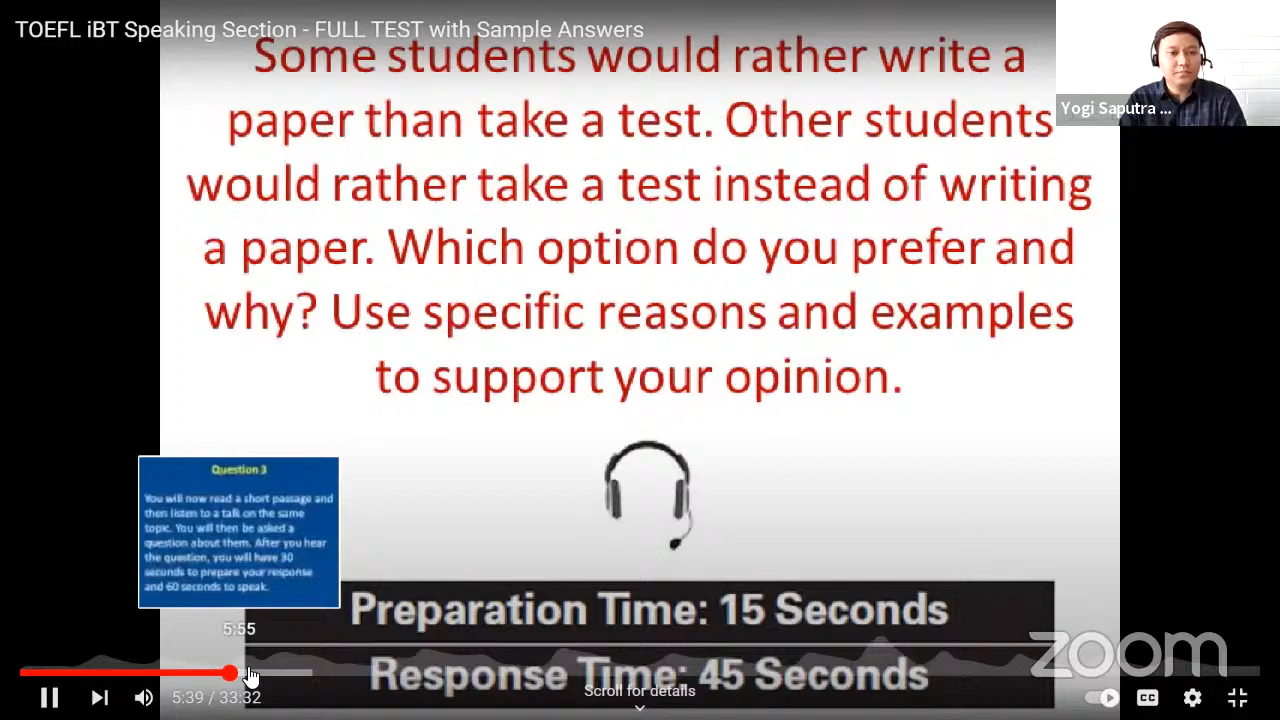 TOEFL iBT Speaking Section - FULL TEST with Sample Answers
Some students would rather write a
paper than take a test. Other students
would rather take a test instead of writing
a paper. Which option do you prefer and
why? Use specific reasons and examples
to support your opinion.
Yogi Saputra ...
Question 3
You will now read a short passage and
then listen to a talk on the same
topic. You will then be asked a
question about them. After you hear
the question, you will have 30
seconds to prepare your response
and 60 seconds to speak.
5:55
Preparation Time: 15 Seconds
Response Time: 45 Seconds
zoom
5:39 / 33:32
Scroll for details
CC